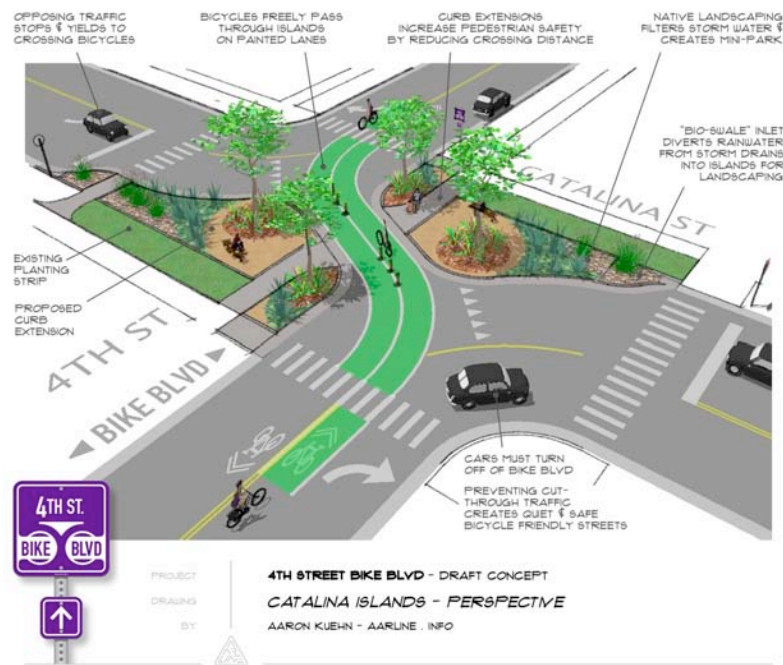 OPPOSING TRAFFIC
STOPS & YIELDS TO
CROSSING BICYCLES
BICYCLES FREELY PASS
THROUGH ISLANDS
ON PAINTED LANES
CURB EXTENSIONS
INCREASE PEDESTRIAN SAFETY
BY REDUCING CROSSING DISTANCE
NATIVE LANDSCAPING
FILTERS STORM WATER &
CREATES MINI-PARK
"BIO-SWALE" INLET
DIVERTS RAINWATER
FROM STORM DRAINS
INTO ISLANDS FOR
LANDSCAPING
CATALINA ST
EXISTING
PLANTING
STRIP
PROPOSED
CURB
EXTENSION
4TH ST
BIKE BLVD
CARS MUST TURN
OFF OF BIKE BLVD
PREVENTING CUT-
THROUGH TRAFFIC
CREATES QUIET & SAFE
BICYCLE FRIENDLY STREETS
4TH ST.
BIKE BLVD
PROJECT
4TH STREET BIKE BLVD - DRAFT CONCEPT
DRAWING
CATALINA ISLANDS - PERSPECTIVE
BY
AARON KUEHN - AARLINE . INFO